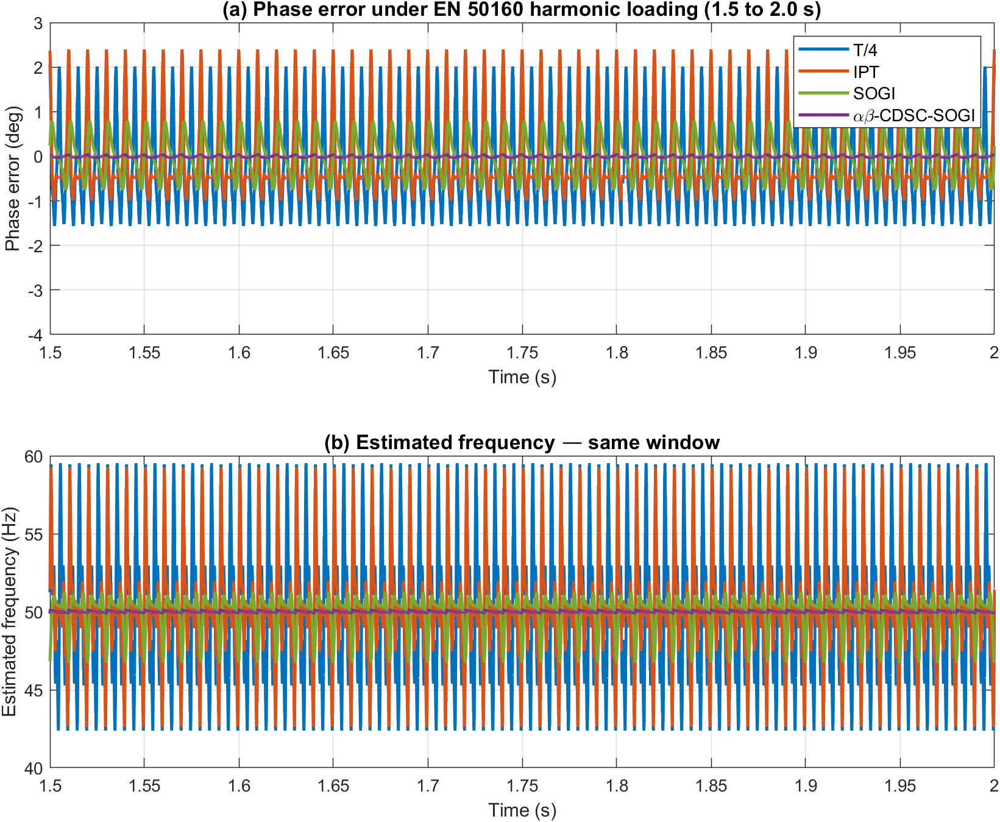 (a) Phase error under EN 50160 harmonic loading (1.5 to 2.0 s)
3
2
1
0
-1
-2
-3
-4
Phase error (deg)
T/4
IPT
SOGI
αβ-CDSC-SOGI
1.5 1.55 1.6 1.65 1.7 1.75 1.8 1.85 1.9 1.95 2
Time (s)
(b) Estimated frequency — same window
60
55
50
45
40
Estimated frequency (Hz)
1.5 1.55 1.6 1.65 1.7 1.75 1.8 1.85 1.9 1.95 2
Time (s)